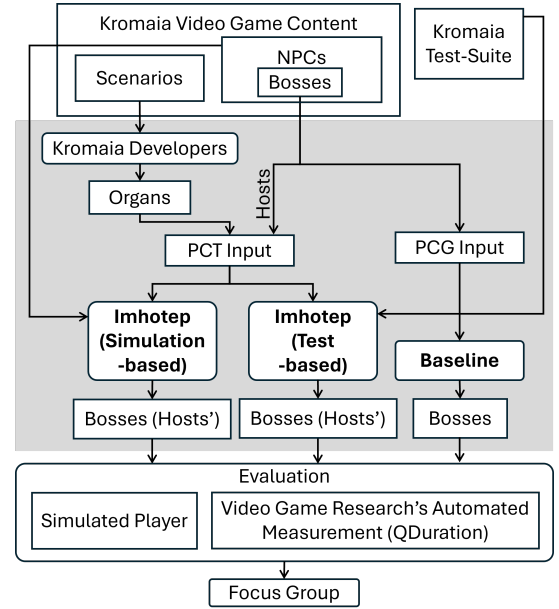 Kromaia Video Game Content
Kromaia
Test-Suite
NPCs
Scenarios
Bosses
Kromaia Developers
Organs
Hosts
PCT Input
PCG Input
Imhotep
(Simulation
-based)
Imhotep
(Test
-based)
Baseline
Bosses (Hosts’)
Bosses (Hosts’)
Bosses
Evaluation
Simulated Player
Video Game Research’s Automated
Measurement (QDuration)
Focus Group